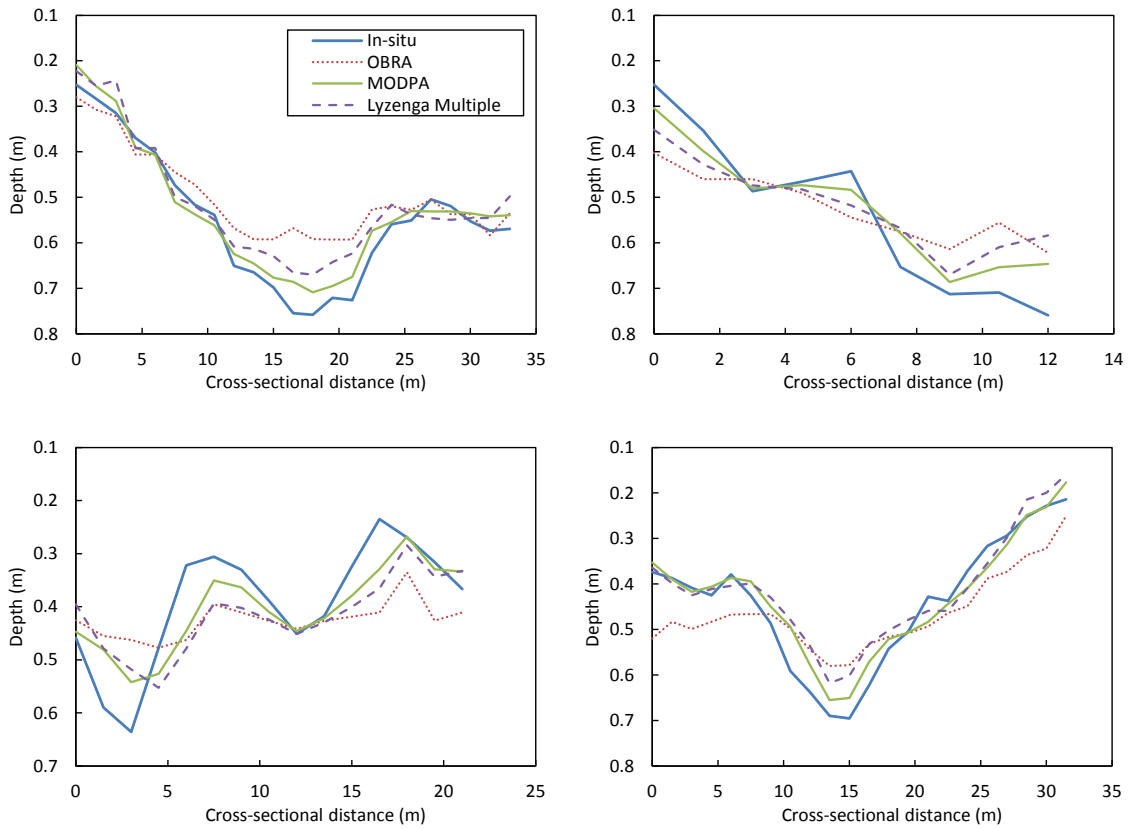 0.1
0.2
0.3
0.4
0.5
0.6
0.7
0.8
Depth (m)
0 5 10 15 20 25 30 35
Cross-sectional distance (m)
In-situ
OBRA
MODPA
Lyzenga Multiple
0.1
0.2
0.3
0.4
0.5
0.6
0.7
0.8
Depth (m)
0 2 4 6 8 10 12 14
Cross-sectional distance (m)
0.1
0.2
0.3
0.4
0.5
0.6
0.7
Depth (m)
0 5 10 15 20 25
Cross-sectional distance (m)
0.1
0.2
0.3
0.4
0.5
0.6
0.7
0.8
Depth (m)
0 5 10 15 20 25 30 35
Cross-sectional distance (m)